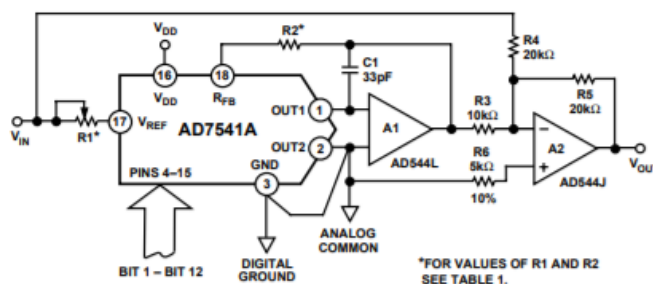 R4
20kΩ
R2*
V_DD
C1
33pF
R5
20kΩ
16
18
V_DD
R_FB
OUT1
1
R3
10kΩ
A1
17
V_REF
AD7541A
V_IN
R1*
OUT2
2
AD544L
R6
5kΩ
10%
–
+
A2
V_OU
AD544J
GND
3
PINS 4–15
ANALOG
COMMON
DIGITAL
GROUND
BIT 1 – BIT 12
*FOR VALUES OF R1 AND R2
SEE TABLE 1.